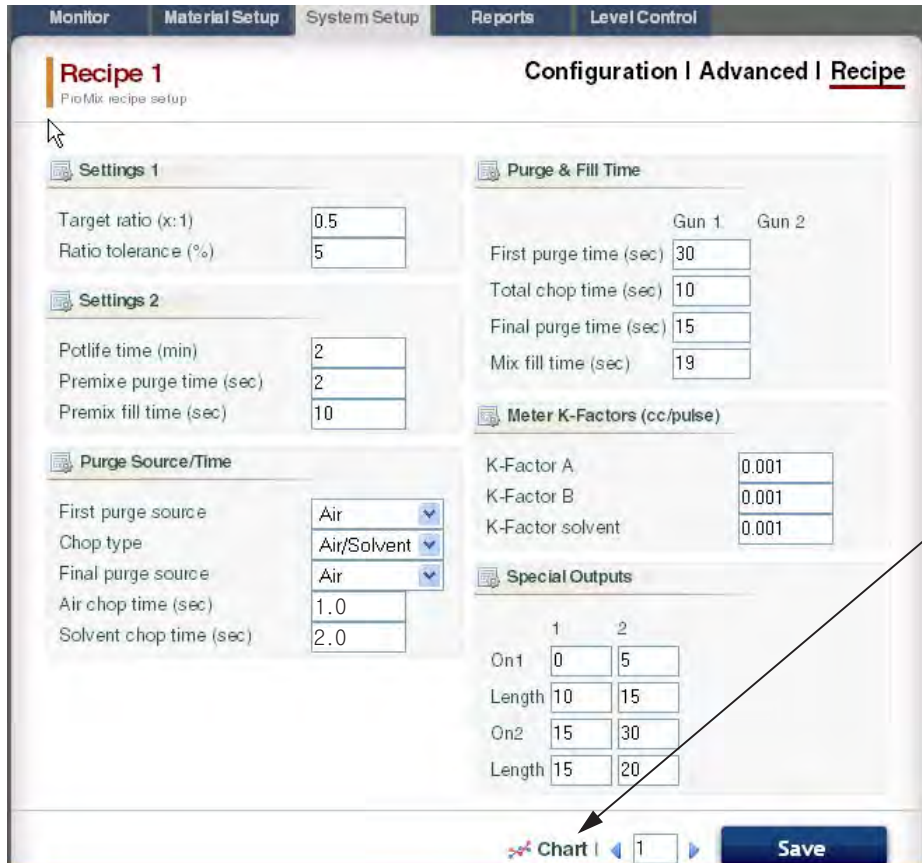 Monitor Material Setup System Setup Reports Level Control
Recipe 1
ProMix recipe setup
Configuration | Advanced | Recipe
Settings 1
Target ratio (x:1) 0.5
Ratio tolerance (%) 5
Settings 2
Potlife time (min) 2
Premixe purge time (sec) 2
Premix fill time (sec) 10
Purge Source/Time
First purge source Air
Chop type Air/Solvent
Final purge source Air
Air chop time (sec) 1.0
Solvent chop time (sec) 2.0
Purge & Fill Time
Gun 1 Gun 2
First purge time (sec) 30
Total chop time (sec) 10
Final purge time (sec) 15
Mix fill time (sec) 19
Meter K-Factors (cc/pulse)
K-Factor A 0.001
K-Factor B 0.001
K-Factor solvent 0.001
Special Outputs
1 2
On1 0 5
Length 10 15
On2 15 30
Length 15 20
Chart | 1 Save